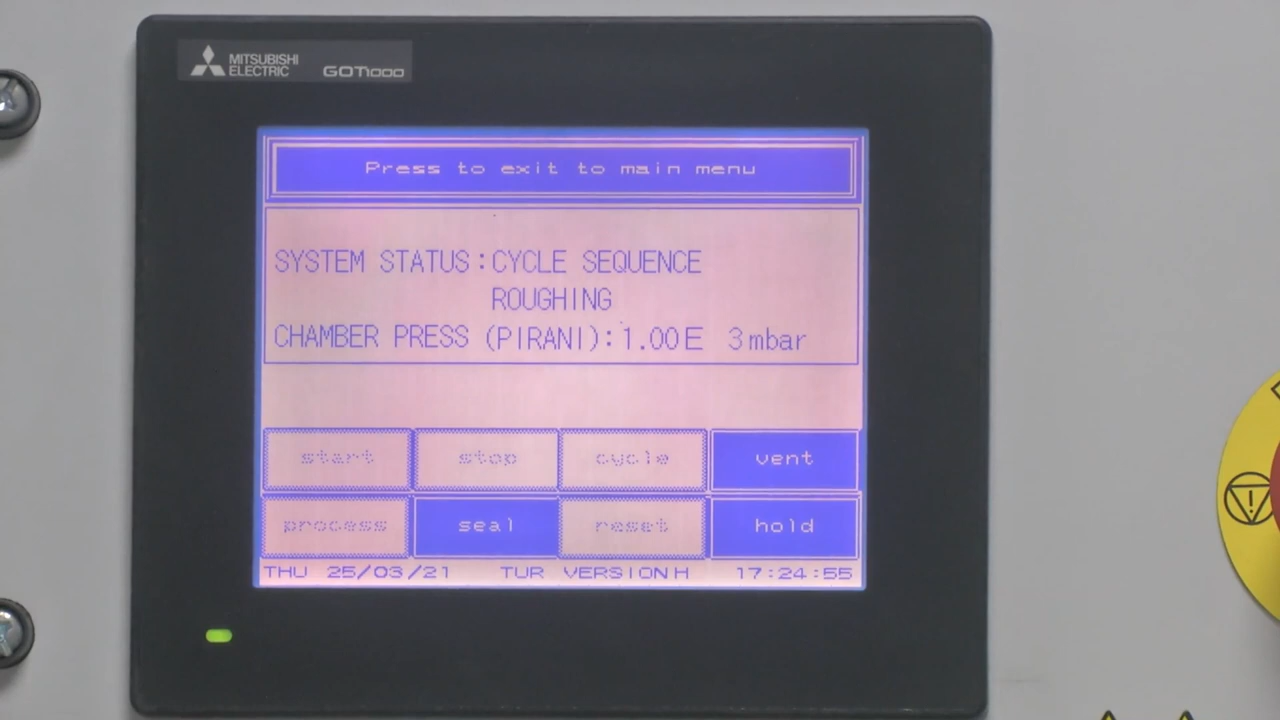 MITSUBISHI
ELECTRIC GOT1000
Press to exit to main menu
SYSTEM STATUS:CYCLE SEQUENCE
ROUGHING
CHAMBER PRESS (PIRANI):1.00E 3mbar
start stop cycle vent
process seal reset hold
THU 25/03/21 TUR VERSION H 17:24:55